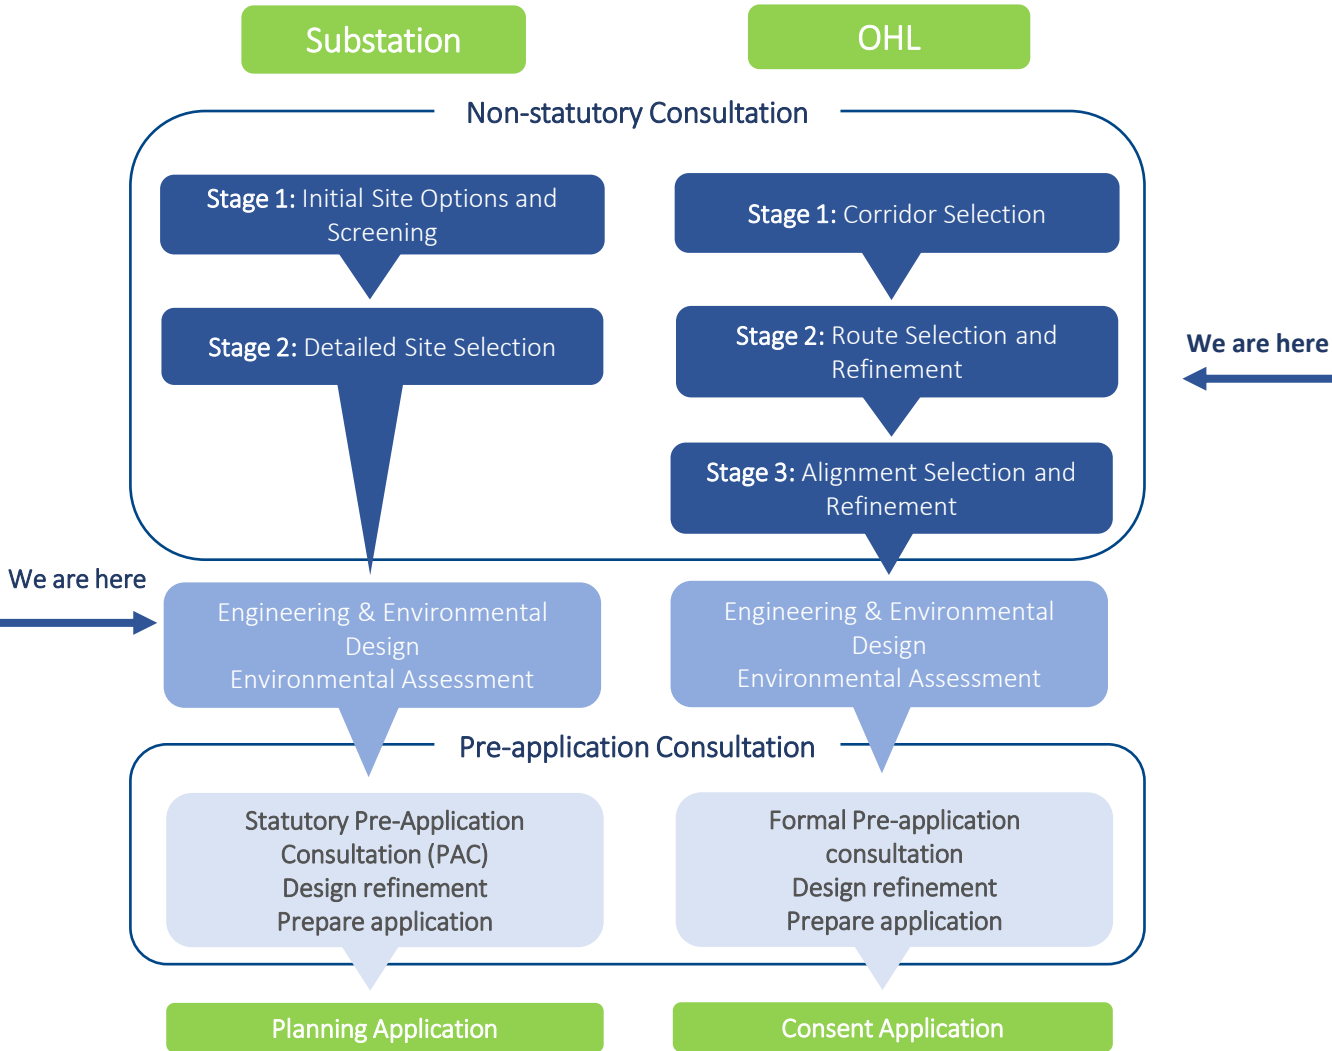 Substation
OHL
Non-statutory Consultation
Stage 1: Initial Site Options and
Screening
Stage 1: Corridor Selection
Stage 2: Detailed Site Selection
Stage 2: Route Selection and
Refinement
We are here
Stage 3: Alignment Selection and
Refinement
We are here
Engineering & Environmental
Design
Environmental Assessment
Engineering & Environmental
Design
Environmental Assessment
Pre-application Consultation
Statutory Pre-Application
Consultation (PAC)
Design refinement
Prepare application
Formal Pre-application
consultation
Design refinement
Prepare application
Planning Application
Consent Application